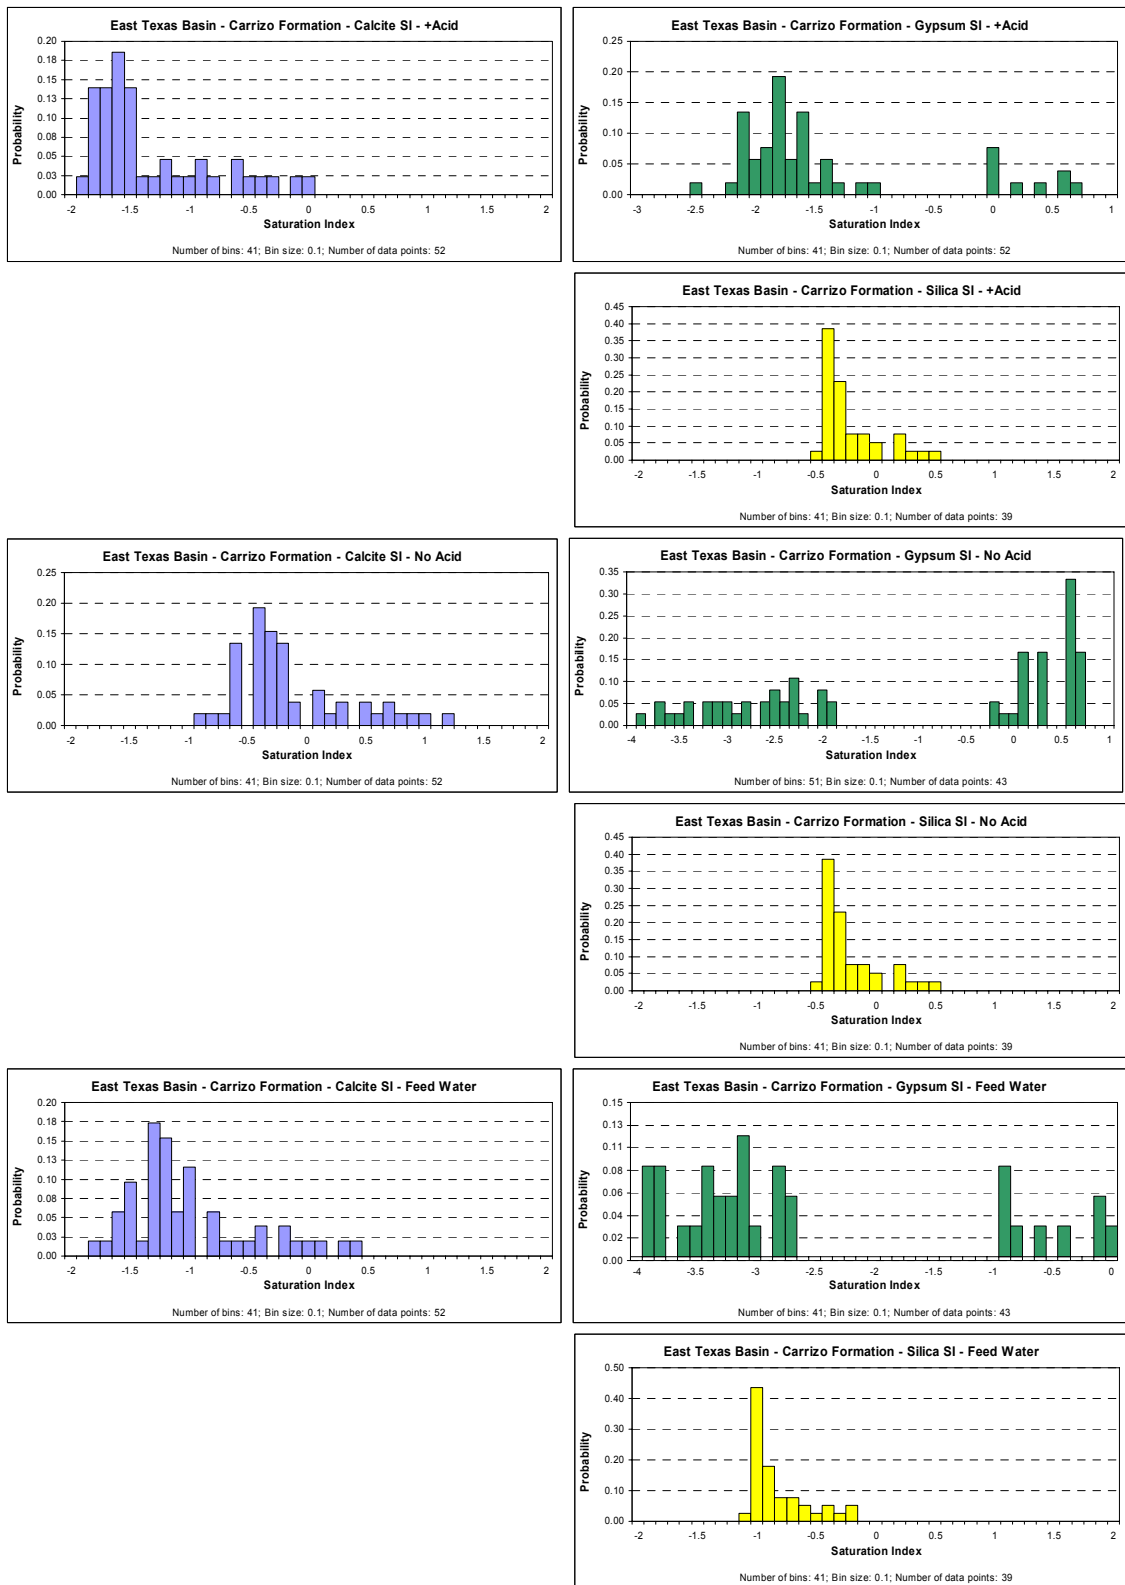 East Texas Basin - Carrizo Formation - Calcite SI - +Acid
0.20
0.18
0.15
0.13
0.10
0.08
0.05
0.03
0.00
Probability
-2 -1.5 -1 -0.5 0 0.5 1 1.5 2
Saturation Index
Number of bins: 41; Bin size: 0.1; Number of data points: 52
East Texas Basin - Carrizo Formation - Gypsum SI - +Acid
0.25
0.20
0.15
0.10
0.05
0.00
Probability
-3 -2.5 -2 -1.5 -1 -0.5 0 0.5 1
Saturation Index
Number of bins: 41; Bin size: 0.1; Number of data points: 52
East Texas Basin - Carrizo Formation - Silica SI - +Acid
0.45
0.40
0.35
0.30
0.25
0.20
0.15
0.10
0.05
0.00
Probability
-2 -1.5 -1 -0.5 0 0.5 1 1.5 2
Saturation Index
Number of bins: 41; Bin size: 0.1; Number of data points: 39
East Texas Basin - Carrizo Formation - Calcite SI - No Acid
0.25
0.20
0.15
0.10
0.05
0.00
Probability
-2 -1.5 -1 -0.5 0 0.5 1 1.5 2
Saturation Index
Number of bins: 41; Bin size: 0.1; Number of data points: 52
East Texas Basin - Carrizo Formation - Gypsum SI - No Acid
0.35
0.30
0.20
0.15
0.10
0.05
0.00
Probability
-4 -3.5 -3 -2.5 -2 -1.5 -1 -0.5 0 0.5 1
Saturation Index
Number of bins: 51; Bin size: 0.1; Number of data points: 43
East Texas Basin - Carrizo Formation - Silica SI - No Acid
0.45
0.40
0.35
0.30
0.25
0.20
0.15
0.10
0.05
0.00
Probability
-2 -1.5 -1 -0.5 0 0.5 1 1.5 2
Saturation Index
Number of bins: 41; Bin size: 0.1; Number of data points: 39
East Texas Basin - Carrizo Formation - Calcite SI - Feed Water
0.20
0.18
0.15
0.13
0.10
0.08
0.05
0.03
0.00
Probability
-2 -1.5 -1 -0.5 0 0.5 1 1.5 2
Saturation Index
Number of bins: 41; Bin size: 0.1; Number of data points: 52
East Texas Basin - Carrizo Formation - Gypsum SI - Feed Water
0.15
0.13
0.11
0.08
0.06
0.04
0.02
0.00
Probability
-4 -3.5 -3 -2.5 -2 -1.5 -1 -0.5 0
Saturation Index
Number of bins: 41; Bin size: 0.1; Number of data points: 43
East Texas Basin - Carrizo Formation - Silica SI - Feed Water
0.50
0.40
0.30
0.20
0.10
0.00
Probability
-2 -1.5 -1 -0.5 0 0.5 1 1.5 2
Saturation Index
Number of bins: 41; Bin size: 0.1; Number of data points: 39